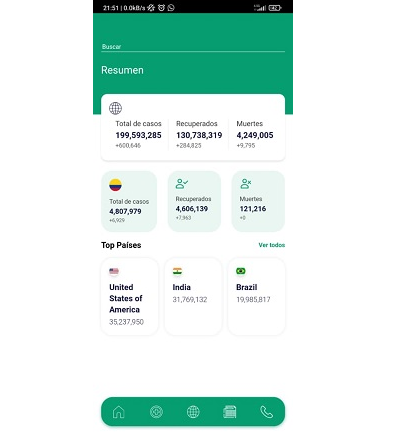 21:51 | 0.0kB/s
Buscar
Resumen
Total de casos Recuperados Muertes
199,593,285 130,738,319 4,249,005
+600,646 +284,825 +9,795
Total de casos Recuperados Muertes
4,807,979 4,606,139 121,216
+6,929 +7,963 +0
Top Países Ver todos
United States of America India Brazil
35,237,950 31,769,132 19,985,817